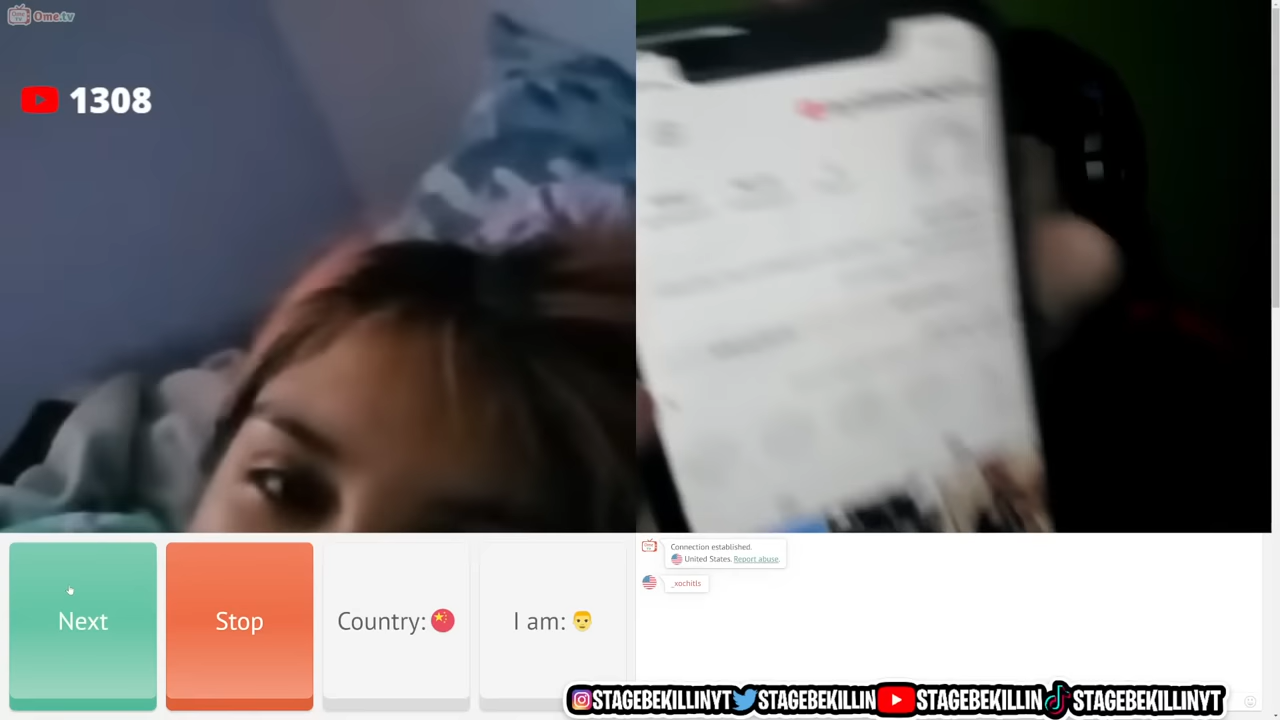 Ome.tv
1308
Next
Stop
Country:
I am:
Connection established.
United States. Report abuse.
_xochitls
STAGEBEKILLINYT
STAGEBEKILLIN
STAGEBEKILLIN
STAGEBEKILLINYT